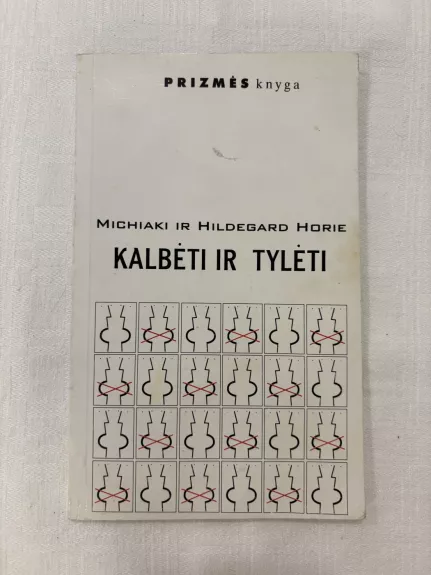 PRIZMĖS knyga
MICHIAKI IR HILDEGARD HORIE
KALBĖTI IR TYLĖTI